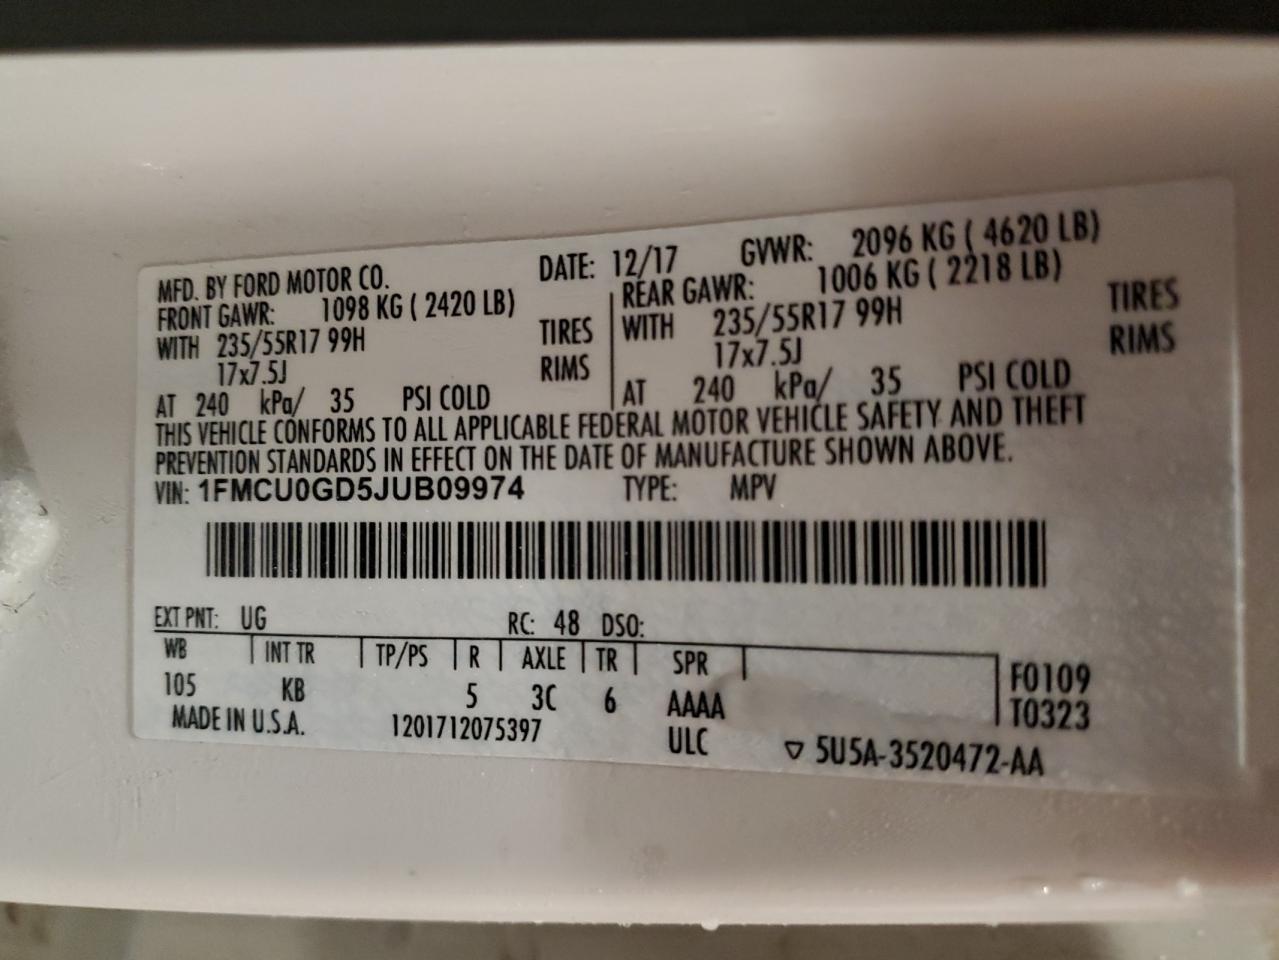 MFD. BY FORD MOTOR CO. DATE: 12/17 GVWR: 2096 KG ( 4620 LB)
FRONT GAWR: 1098 KG ( 2420 LB) REAR GAWR: 1006 KG ( 2218 LB)
WITH 235/55R17 99H TIRES WITH 235/55R17 99H TIRES
17x7.5J RIMS 17x7.5J RIMS
AT 240 kPa/ 35 PSI COLD AT 240 kPa/ 35 PSI COLD
THIS VEHICLE CONFORMS TO ALL APPLICABLE FEDERAL MOTOR VEHICLE SAFETY AND THEFT
PREVENTION STANDARDS IN EFFECT ON THE DATE OF MANUFACTURE SHOWN ABOVE.
VIN: 1FMCU0GD5JUB09974 TYPE: MPV
EXT PNT: UG RC: 48 DSO:
WB INT TR TP/PS R AXLE TR SPR F0109
105 KB 5 3C 6 AAAA T0323
MADE IN U.S.A. 1201712075397 ULC ▽ 5U5A-3520472-AA